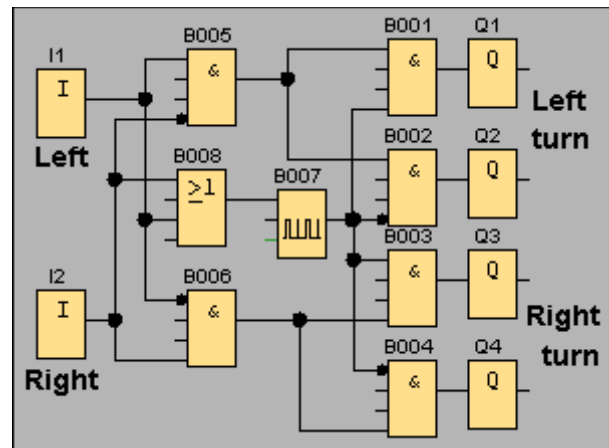 I1
I
Left
I2
I
Right
B005
&
B008
>1
B007
B006
&
B001
&
Q1
Q
Left
turn
B002
&
Q2
Q
B003
&
Q3
Q
Right
turn
B004
&
Q4
Q